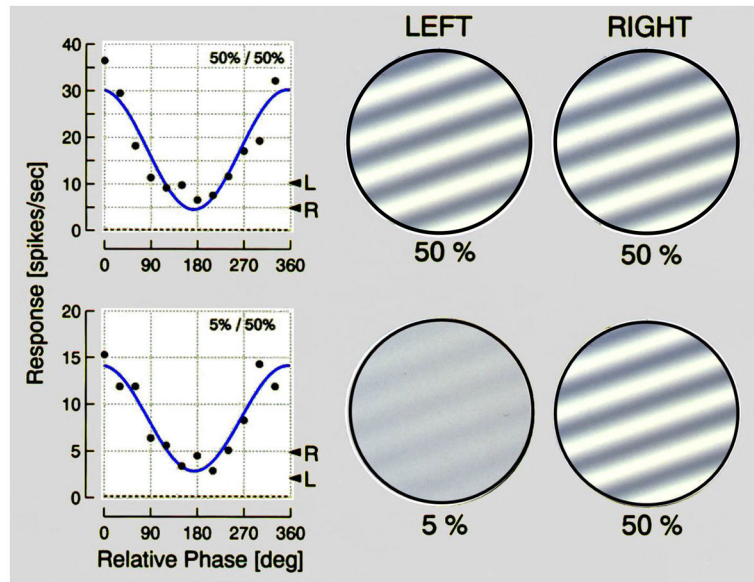 LEFT RIGHT
40
30
20
10
0
50% / 50%
L
R
0 90 180 270 360
50 % 50 %
Response [spikes/sec]
20
15
10
5
0
5% / 50%
R
L
0 90 180 270 360
Relative Phase [deg]
5 % 50 %